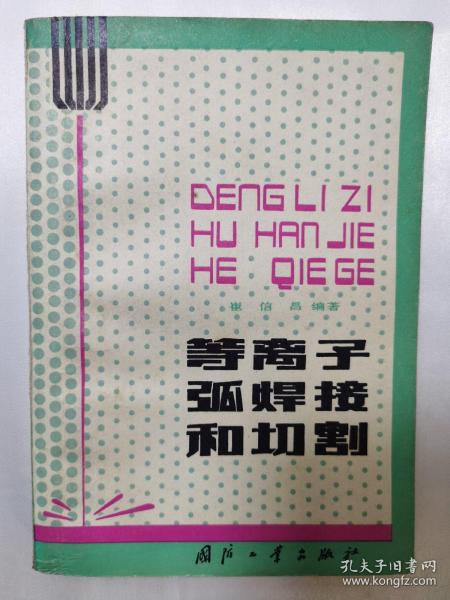 DENG LI ZI
HU HAN JIE
HE QIE GE
崔信昌 编著
等离子
弧焊接
和切割
国防工业出版社
孔夫子旧书网
www.kongfz.com